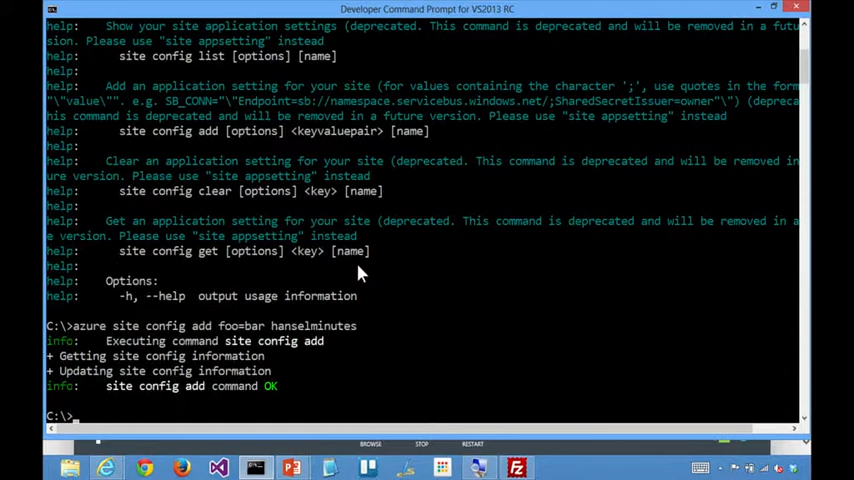 Developer Command Prompt for VS2013 RC
help:    Show your site application settings (deprecated. This command is deprecated and will be removed in a futu
sion. Please use "site appsetting" instead
help:      site config list [options] [name]
help:
help:    Add an application setting for your site (for values containing the character ';', use quotes in the form
"\"value\"". e.g. SB_CONN="\"Endpoint=sb://namespace.servicebus.windows.net/;SharedSecretIssuer=owner"\") (depreca
his command is deprecated and will be removed in a future version. Please use "site appsetting" instead
help:      site config add [options] <keyvaluepair> [name]
help:
help:    Clear an application setting for your site (deprecated. This command is deprecated and will be removed in
ure version. Please use "site appsetting" instead
help:      site config clear [options] <key> [name]
help:
help:    Get an application setting for your site (deprecated. This command is deprecated and will be removed in a
e version. Please use "site appsetting" instead
help:      site config get [options] <key> [name]
help:
help:    Options:
help:      -h, --help  output usage information
C:\>azure site config add foo=bar hanselminutes
info:    Executing command site config add
+ Getting site config information
+ Updating site config information
info:    site config add command OK
C:\>
BROWSE STOP RESTART